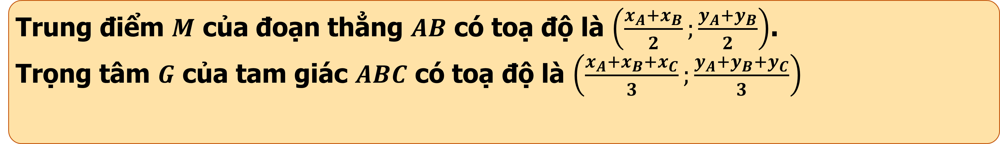 Trung điểm $M$ của đoạn thẳng $AB$ có toạ độ là $\left(\frac{x_A+x_B}{2};\frac{y_A+y_B}{2}\right)$.
Trọng tâm $G$ của tam giác $ABC$ có toạ độ là $\left(\frac{x_A+x_B+x_C}{3};\frac{y_A+y_B+y_C}{3}\right)$